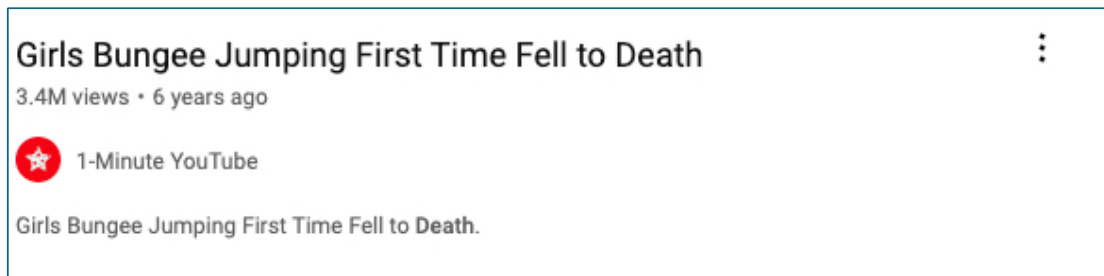 Girls Bungee Jumping First Time Fell to Death
3.4M views • 6 years ago
1-Minute YouTube
Girls Bungee Jumping First Time Fell to Death.